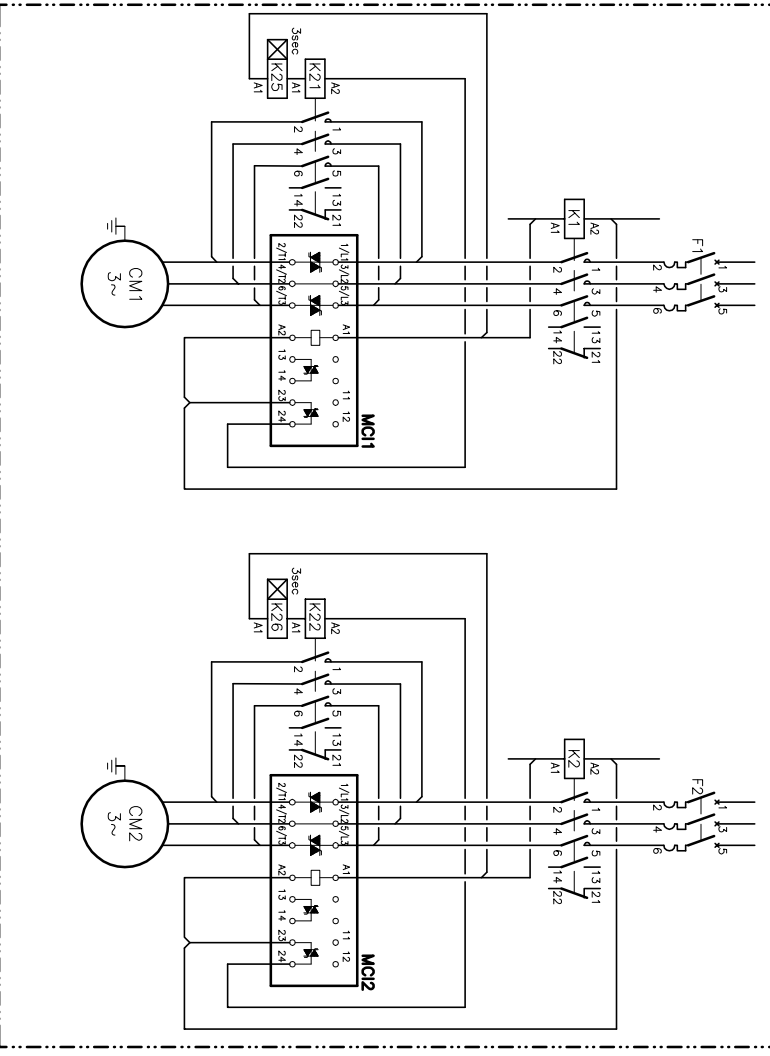 3sec
K25
A1
A1
K21
A2
2
1
4
3
6
5
14
13
22
21
K1
A1
A2
2
1
4
3
6
5
14
13
22
21
F1
2
1
4
3
6
5
CM1
3~
2/T1
4/T2
6/T3
1/L1
3/L2
5/L3
A2
A1
13
14
23
24
11
12
MCI1
3sec
K26
A1
A1
K22
A2
2
1
4
3
6
5
14
13
22
21
K2
A1
A2
2
1
4
3
6
5
14
13
22
21
F2
2
1
4
3
6
5
CM2
3~
2/T1
4/T2
6/T3
1/L1
3/L2
5/L3
A2
A1
13
14
23
24
11
12
MCI2